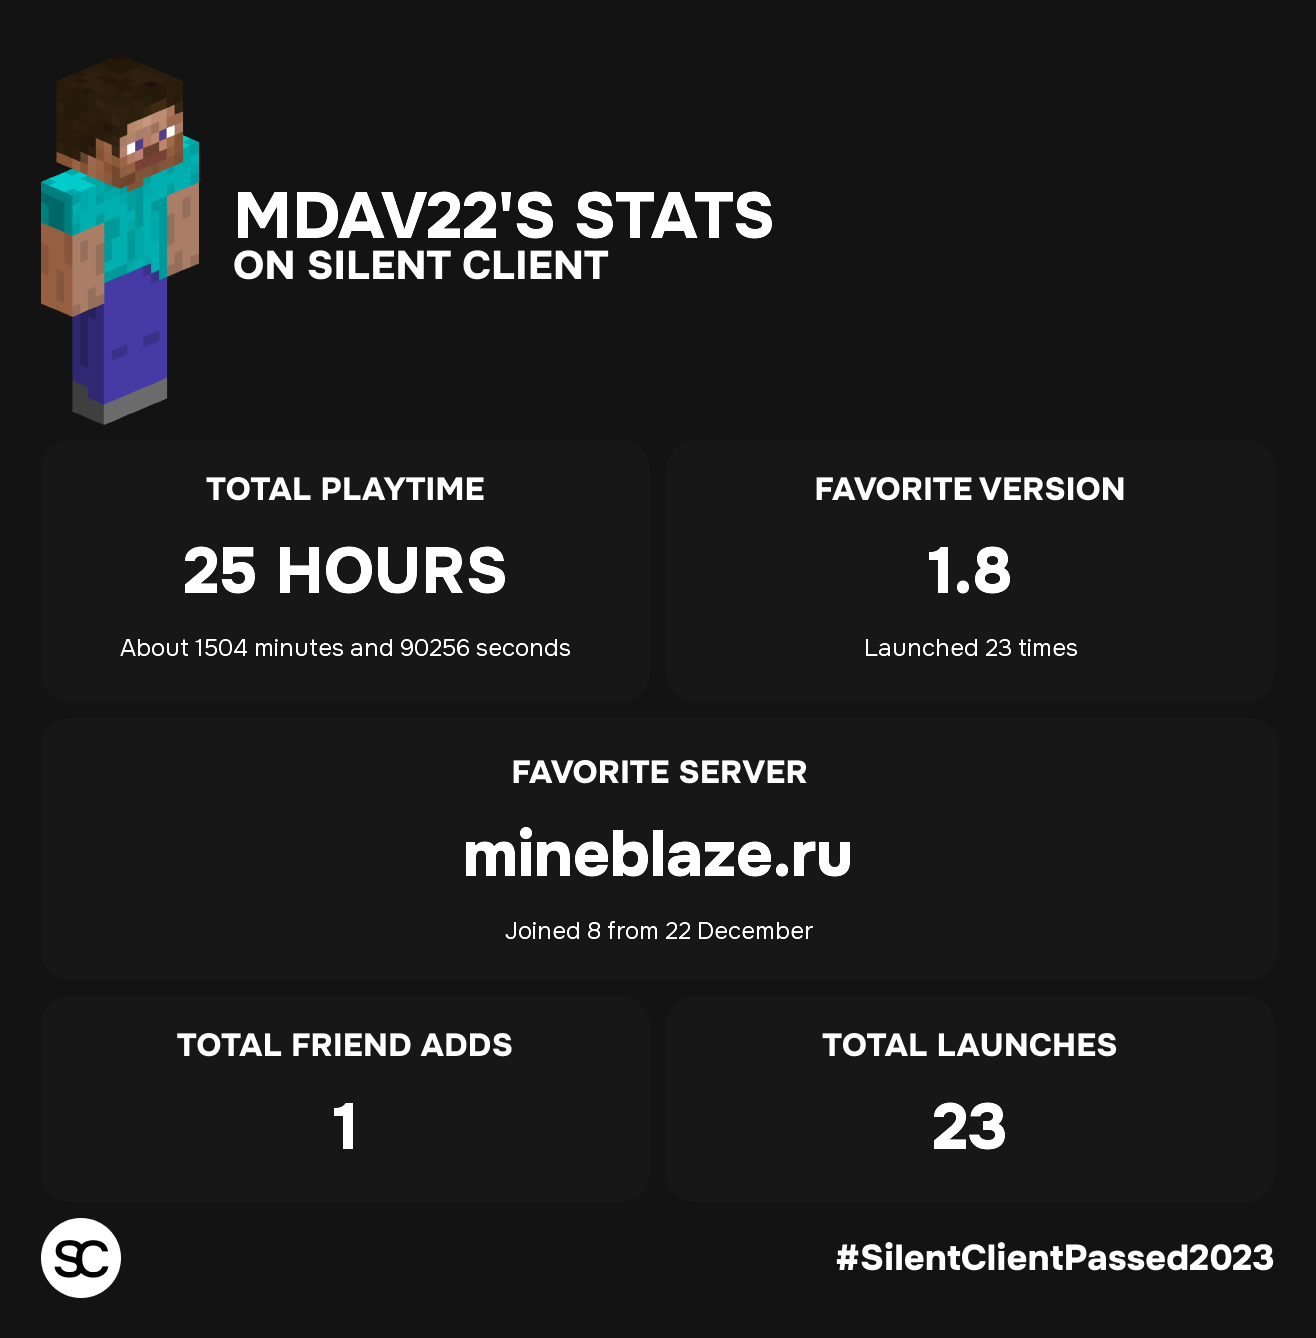 MDAV22'S STATS
ON SILENT CLIENT
TOTAL PLAYTIME
25 HOURS
About 1504 minutes and 90256 seconds
FAVORITE VERSION
1.8
Launched 23 times
FAVORITE SERVER
mineblaze.ru
Joined 8 from 22 December
TOTAL FRIEND ADDS
1
TOTAL LAUNCHES
23
SC
#SilentClientPassed2023